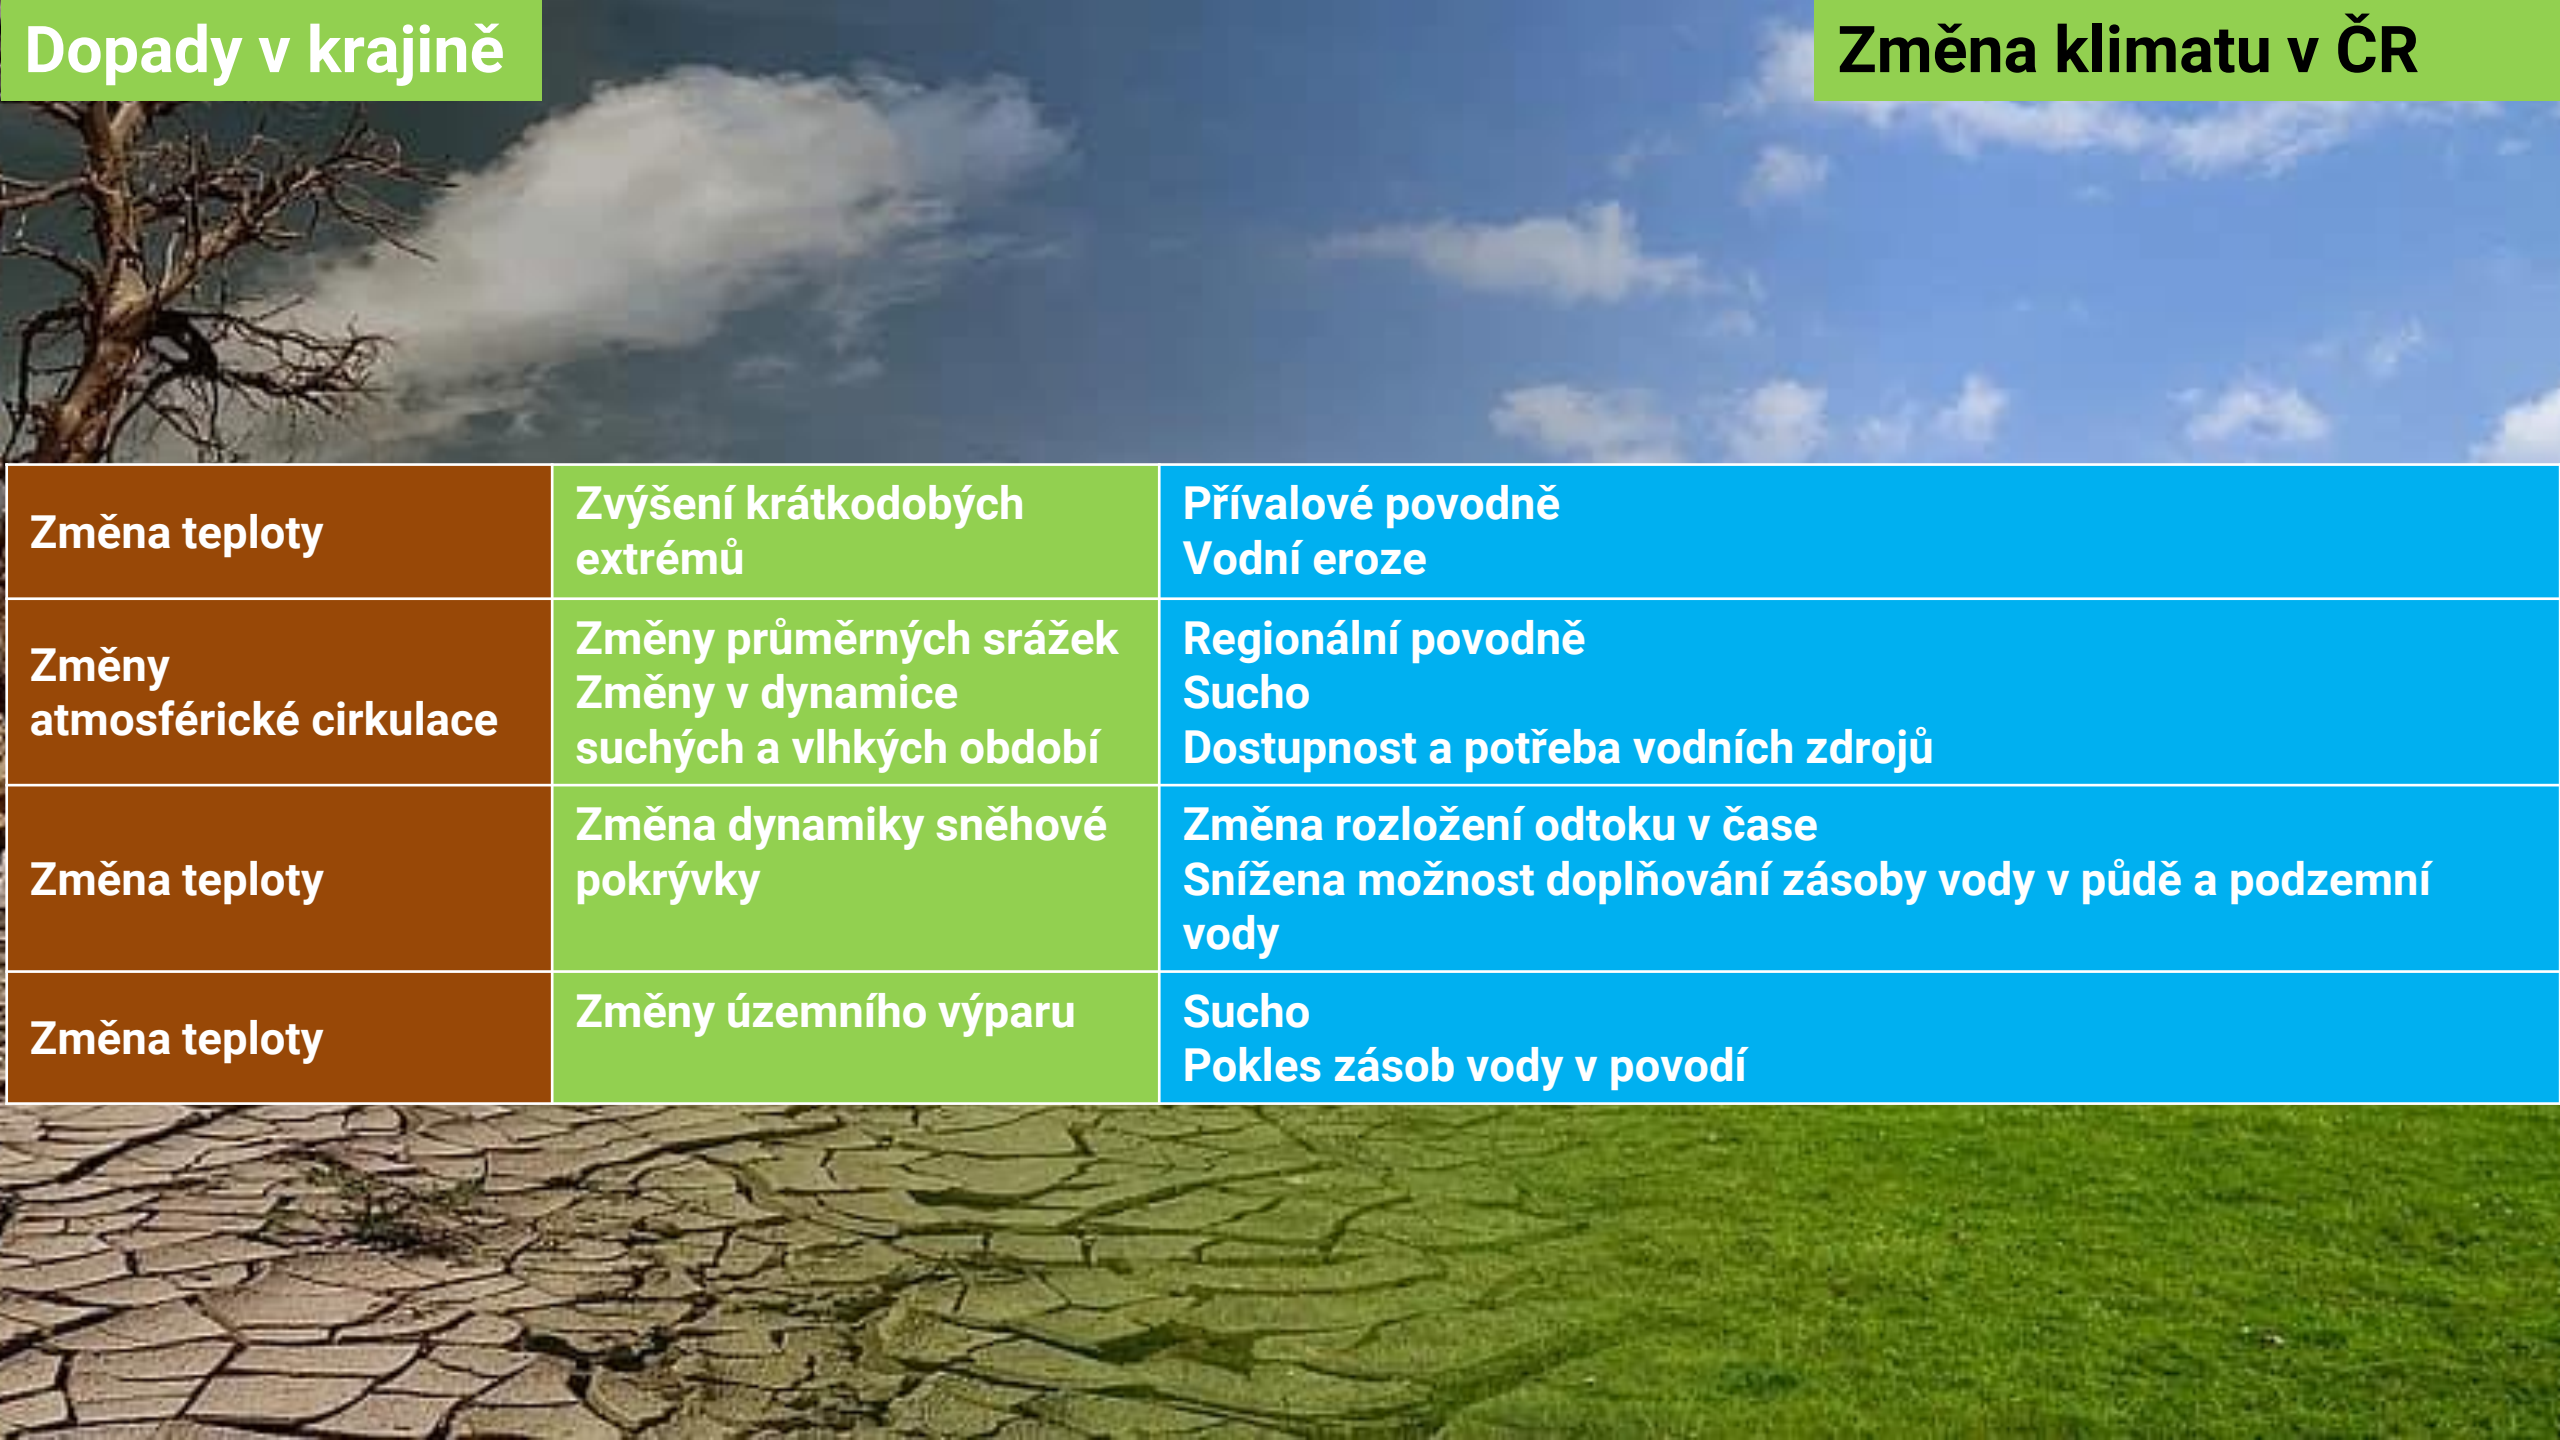 Dopady v krajině
Změna klimatu v ČR
Změna teploty
Zvýšení krátkodobých
extrémů
Přívalové povodně
Vodní eroze
Změny
atmosférické cirkulace
Změny průměrných srážek
Změny v dynamice
suchých a vlhkých období
Regionální povodně
Sucho
Dostupnost a potřeba vodních zdrojů
Změna teploty
Změna dynamiky sněhové
pokrývky
Změna rozložení odtoku v čase
Snížena možnost doplňování zásoby vody v půdě a podzemní
vody
Změna teploty
Změny územního výparu
Sucho
Pokles zásob vody v povodí